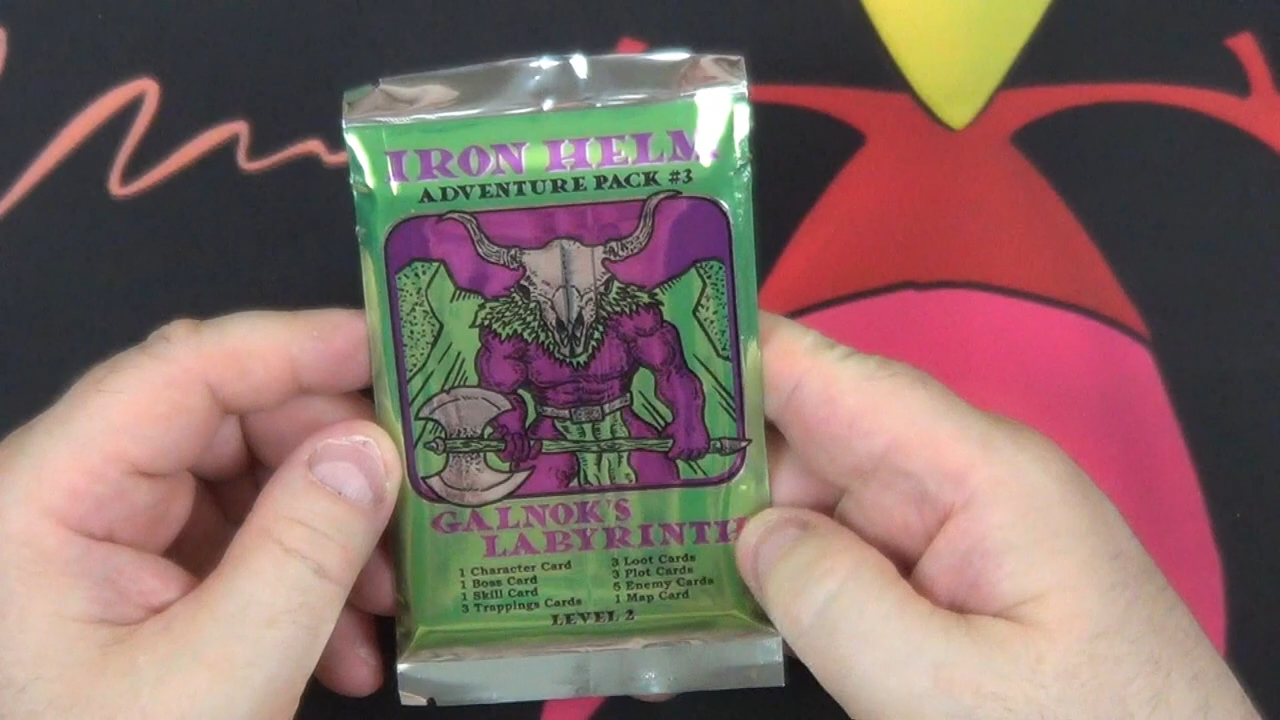 IRON HELM
ADVENTURE PACK #3
GALNOK'S
LABYRINTH
1 Character Card
1 Boss Card
1 Skill Card
3 Trappings Cards
3 Loot Cards
3 Plot Cards
5 Enemy Cards
1 Map Card
LEVEL 2